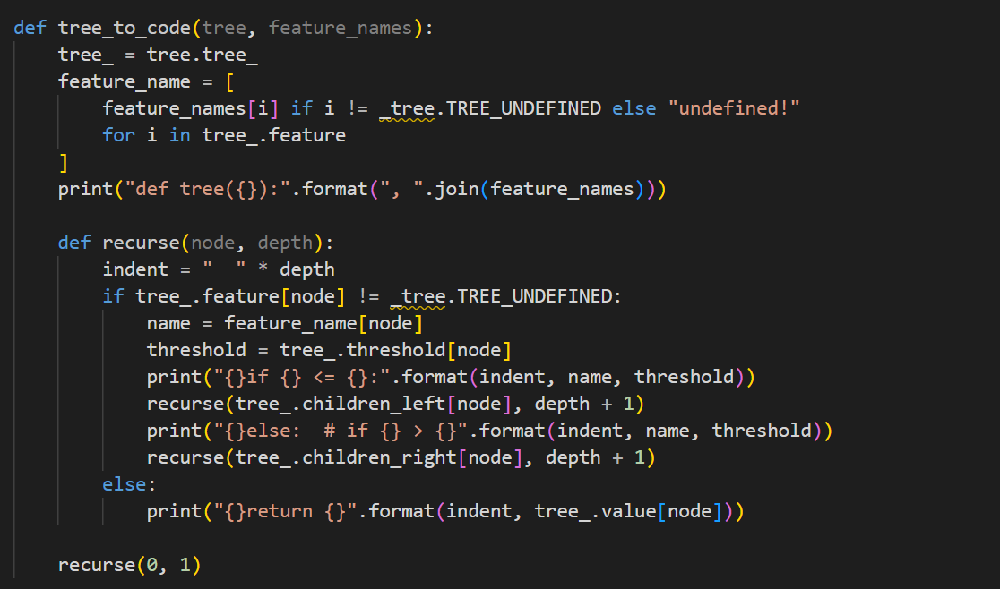 def tree_to_code(tree, feature_names):
    tree_ = tree.tree_
    feature_name = [
        feature_names[i] if i != _tree.TREE_UNDEFINED else "undefined!"
        for i in tree_.feature
    ]
    print("def tree({}):".format(", ".join(feature_names)))

    def recurse(node, depth):
        indent = "  " * depth
        if tree_.feature[node] != _tree.TREE_UNDEFINED:
            name = feature_name[node]
            threshold = tree_.threshold[node]
            print("{}if {} <= {}:".format(indent, name, threshold))
            recurse(tree_.children_left[node], depth + 1)
            print("{}else:  # if {} > {}".format(indent, name, threshold))
            recurse(tree_.children_right[node], depth + 1)
        else:
            print("{}return {}".format(indent, tree_.value[node]))

    recurse(0, 1)